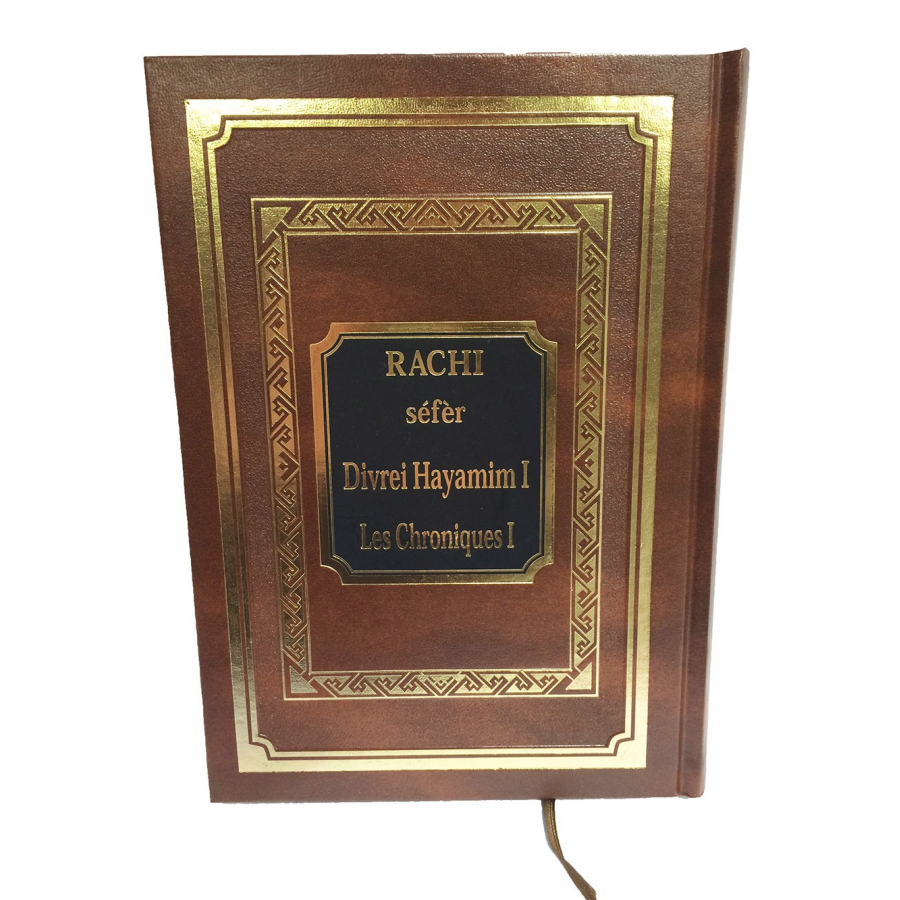 RACHI
séfèr
Divrei Hayamim I
Les Chroniques I